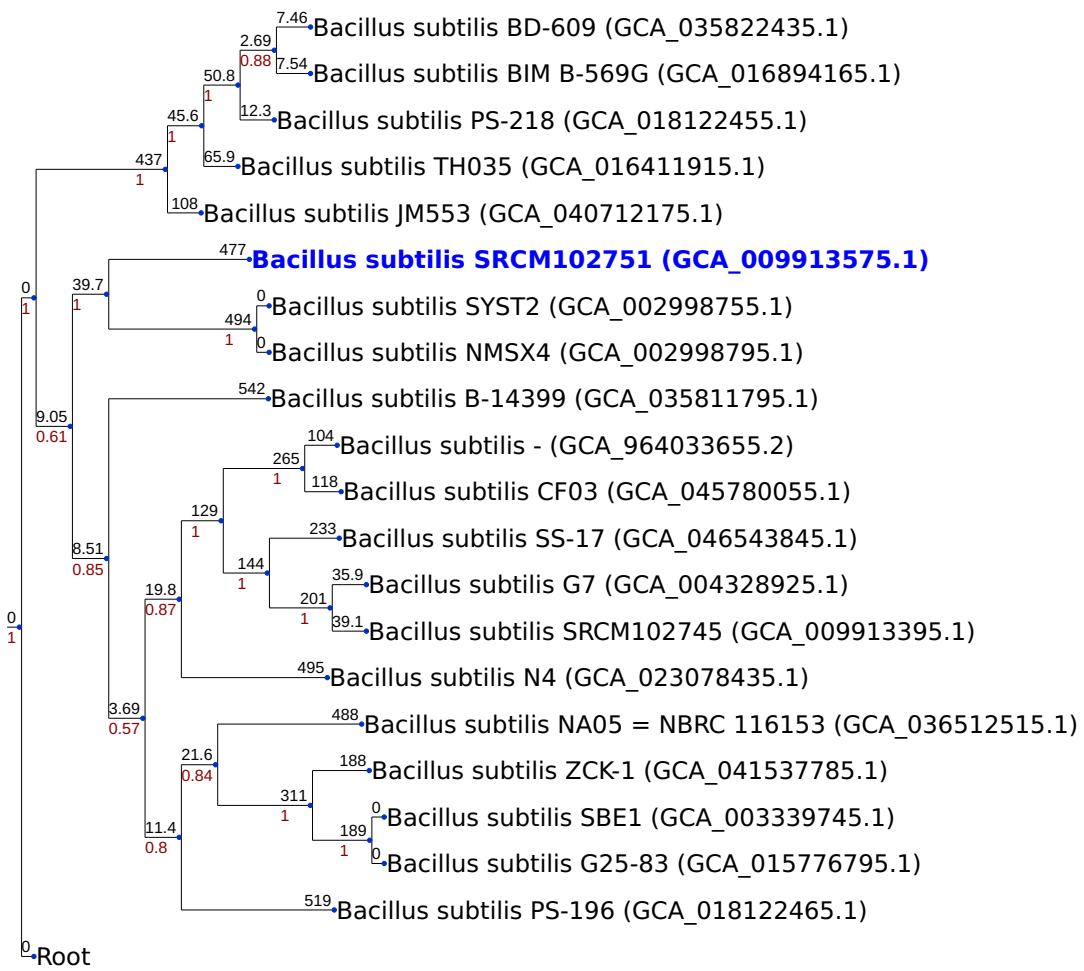 7.46
Bacillus subtilis BD-609 (GCA_035822435.1)
2.69
0.88
7.54
Bacillus subtilis BIM B-569G (GCA_016894165.1)
50.8
1
12.3
Bacillus subtilis PS-218 (GCA_018122455.1)
45.6
1
65.9
Bacillus subtilis TH035 (GCA_016411915.1)
437
1
108
Bacillus subtilis JM553 (GCA_040712175.1)
477
Bacillus subtilis SRCM102751 (GCA_009913575.1)
0
1
39.7
1
0
Bacillus subtilis SYST2 (GCA_002998755.1)
494
1
0
Bacillus subtilis NMSX4 (GCA_002998795.1)
542
Bacillus subtilis B-14399 (GCA_035811795.1)
9.05
0.61
104
Bacillus subtilis - (GCA_964033655.2)
265
1
118
Bacillus subtilis CF03 (GCA_045780055.1)
129
1
233
Bacillus subtilis SS-17 (GCA_046543845.1)
8.51
0.85
144
1
35.9
Bacillus subtilis G7 (GCA_004328925.1)
19.8
0.87
201
1
39.1
Bacillus subtilis SRCM102745 (GCA_009913395.1)
0
1
495
Bacillus subtilis N4 (GCA_023078435.1)
3.69
0.57
488
Bacillus subtilis NA05 = NBRC 116153 (GCA_036512515.1)
21.6
0.84
188
Bacillus subtilis ZCK-1 (GCA_041537785.1)
311
1
0
Bacillus subtilis SBE1 (GCA_003339745.1)
11.4
0.8
189
1
0
Bacillus subtilis G25-83 (GCA_015776795.1)
519
Bacillus subtilis PS-196 (GCA_018122465.1)
0
Root